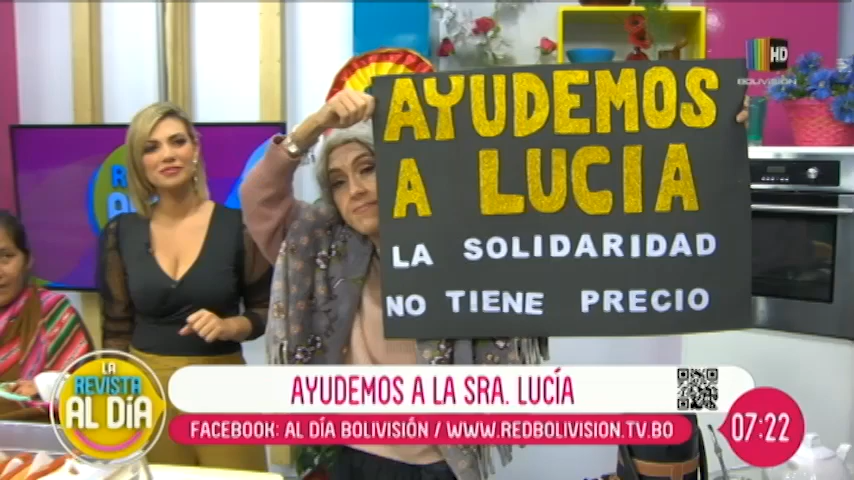 HD
BOLIVISIÓN
AYUDEMOS
A LUCIA
LA SOLIDARIDAD
NO TIENE PRECIO
LA
REVISTA
AL DÍA
AYUDEMOS A LA SRA. LUCÍA
FACEBOOK: AL DÍA BOLIVISIÓN / WWW.REDBOLIVISION.TV.BO
07:22